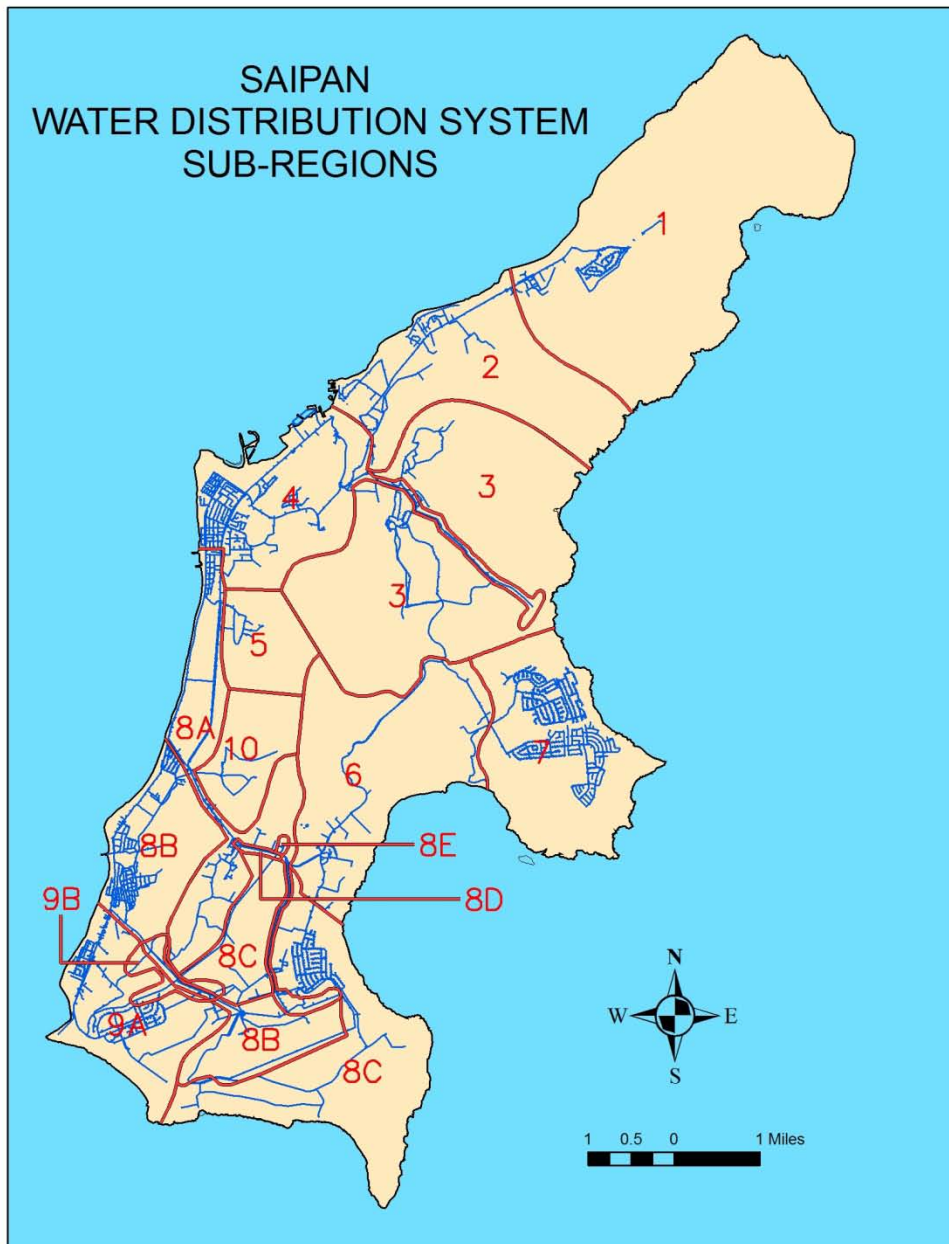 SAIPAN
WATER DISTRIBUTION SYSTEM
SUB-REGIONS
1
2
3
4
3
5
8A
10
6
7
8B
8E
9B
8D
8C
9A
8B
8C
N
W E
S
1 0.5 0 1 Miles